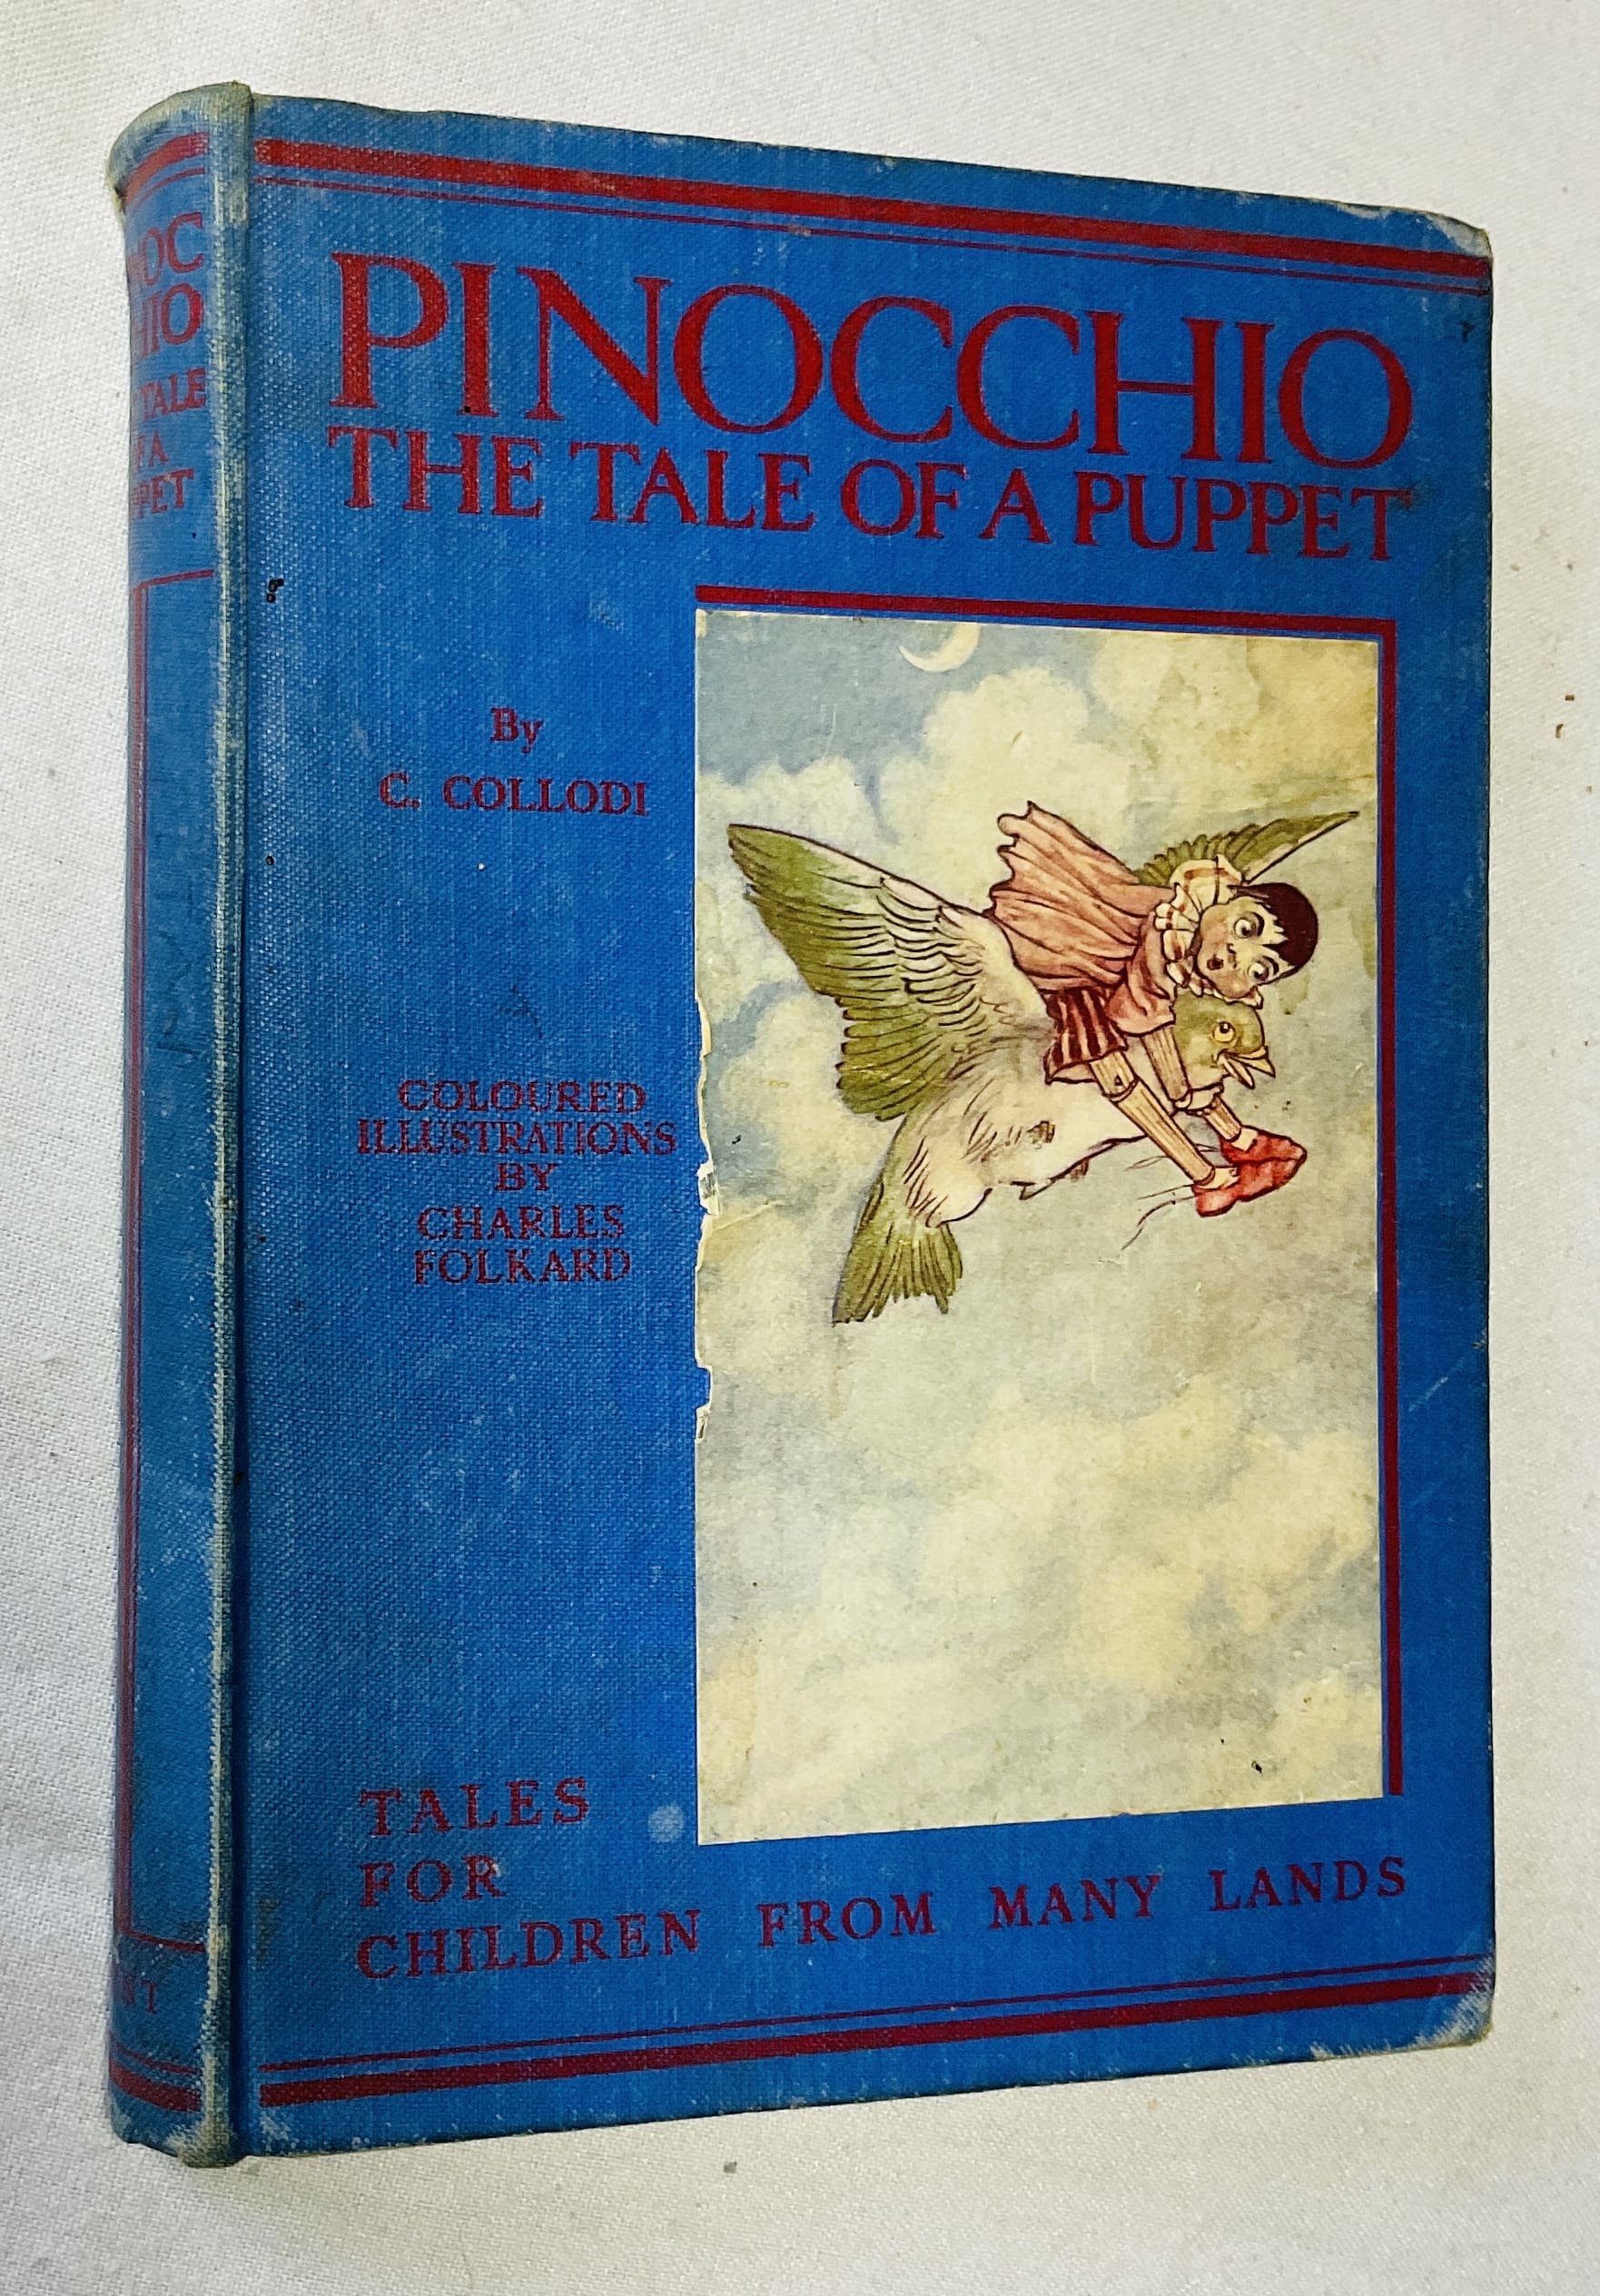 PINOCCHIO
THE TALE OF A PUPPET
By
C. COLLODI
COLOURED
ILLUSTRATIONS
BY
CHARLES
FOLKARD
TALES
FOR
CHILDREN FROM MANY LANDS
TALE
A